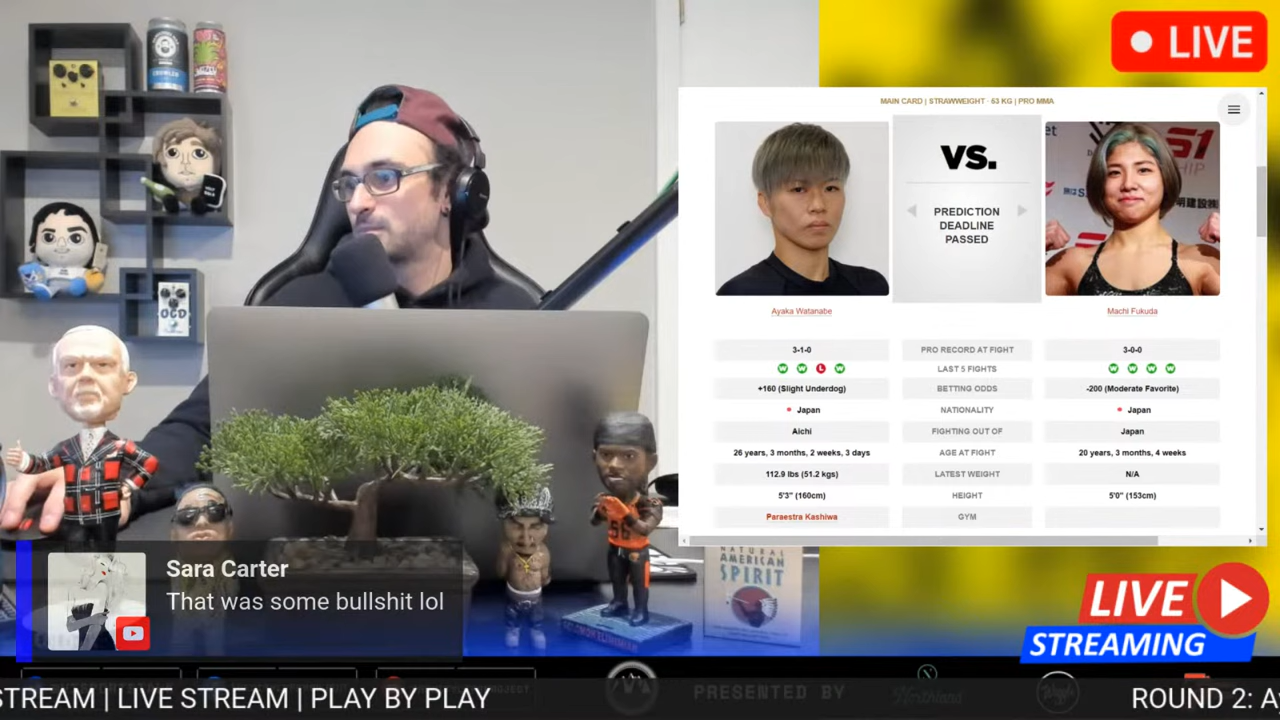 LIVE
MAIN CARD | STRAWWEIGHT · 53 KG | PRO MMA
VS.
PREDICTION
DEADLINE
PASSED
S1
Ayaka Watanabe
Machi Fukuda
3-1-0 PRO RECORD AT FIGHT 3-0-0
W W L W LAST 5 FIGHTS W W W W
+160 (Slight Underdog) BETTING ODDS -200 (Moderate Favorite)
Japan NATIONALITY Japan
Aichi FIGHTING OUT OF Japan
26 years, 3 months, 2 weeks, 3 days AGE AT FIGHT 20 years, 3 months, 4 weeks
112.9 lbs (51.2 kgs) LATEST WEIGHT N/A
5'3" (160cm) HEIGHT 5'0" (153cm)
Paraestra Kashiwa GYM
OCD
NATURAL
AMERICAN
SPIRIT
Sara Carter
That was some bullshit lol
LIVE
STREAMING
PRESENTED BY
Northland
STREAM | LIVE STREAM | PLAY BY PLAY
ROUND 2: